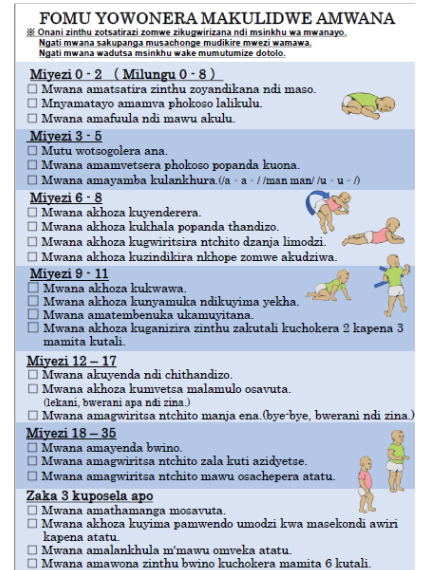 FOMU YOWONERA MAKULIDWE AMWANA
※ Onani zinthu zotsatirazi zomwe zikugwirizana ndi msinkhu wa mwanayo.
Ngati mwana sakupanga musachonge mudikire mwezi wamawa.
Ngati mwana wadutsa msinkhu wake mumutumize dotolo.
Miyezi 0 - 2 ( Milungu 0 - 8 )
□ Mwana amatsatira zinthu zoyandikana ndi maso.
□ Mnyamatayo amamva phokoso lalikulu.
□ Mwana amafuula ndi mawu akulu.
Miyezi 3 - 5
□ Mutu wotsogolera ana.
□ Mwana amamvetsera phokoso popanda kuona.
□ Mwana amayamba kulankhura.(/a - a - / /man man/ /u - u - /)
Miyezi 6 - 8
□ Mwana akhoza kuyenderera.
□ Mwana akhoza kukhala popanda thandizo.
□ Mwana akhoza kugwiritsira ntchito dzanja limodzi.
□ Mwana akhoza kuzindikira nkhope zomwe akudziwa.
Miyezi 9 - 11
□ Mwana akhoza kukwawa.
□ Mwana akhoza kunyamuka ndikuyima yekha.
□ Mwana amatembenuka ukamuyitana.
□ Mwana akhoza kuganizira zinthu zakutali kuchokera 2 kapena 3
mamita kutali.
Miyezi 12 – 17
□ Mwana akuyenda ndi chithandizo.
□ Mwana akhoza kumvetsa malamulo osavuta.
(lekani, bwerani apa ndi zina.)
□ Mwana amagwiritsa ntchito manja ena.(bye-bye, bwerani ndi zina.)
Miyezi 18 – 35
□ Mwana amayenda bwino.
□ Mwana amagwiritsa ntchito zala kuti azidyetse.
□ Mwana amagwiritsa ntchito mawu osachepera atatu.
Zaka 3 kuposela apo
□ Mwana amathamanga mosavuta.
□ Mwana akhoza kuyima pamwendo umodzi kwa masekondi awiri
kapena atatu.
□ Mwana amalankhula m'mawu omveka atatu.
□ Mwana amawona zinthu bwino kuchokera mamita 6 kutali.